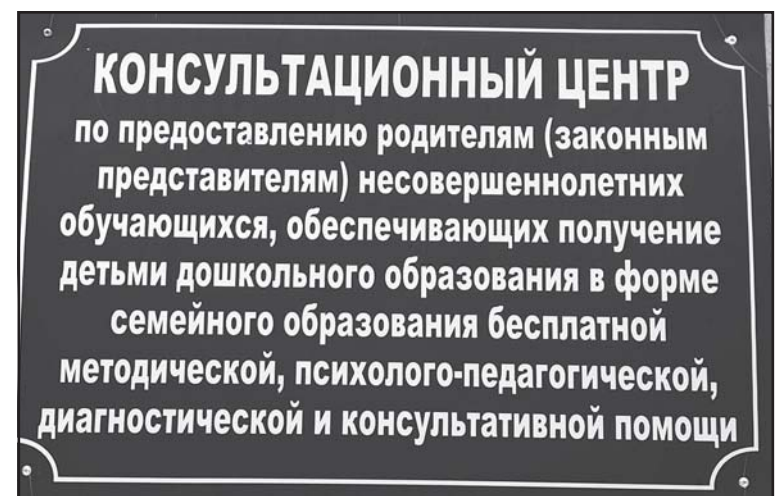 КОНСУЛЬТАЦИОННЫЙ ЦЕНТР
по предоставлению родителям (законным
представителям) несовершеннолетних
обучающихся, обеспечивающих получение
детьми дошкольного образования в форме
семейного образования бесплатной
методической, психолого-педагогической,
диагностической и консультативной помощи